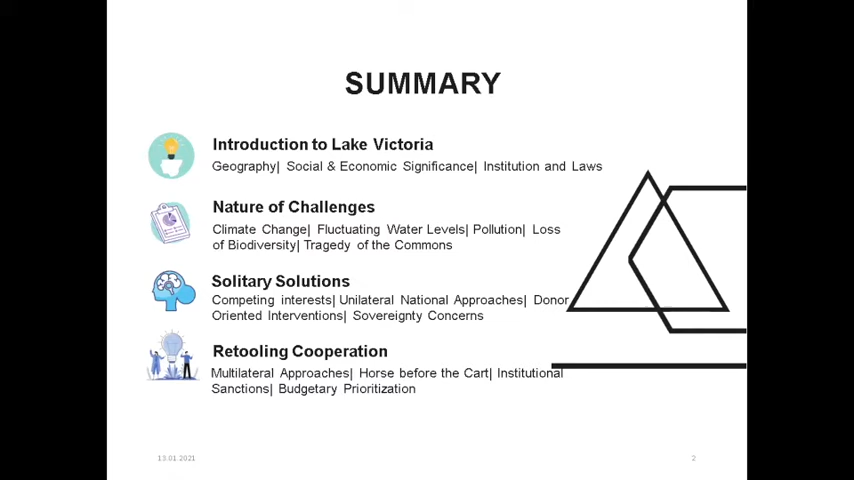 SUMMARY
Introduction to Lake Victoria
Geography| Social & Economic Significance| Institution and Laws
Nature of Challenges
Climate Change| Fluctuating Water Levels| Pollution| Loss
of Biodiversity| Tragedy of the Commons
Solitary Solutions
Competing interests| Unilateral National Approaches| Donor
Oriented Interventions| Sovereignty Concerns
Retooling Cooperation
Multilateral Approaches| Horse before the Cart| Institutional
Sanctions| Budgetary Prioritization
13.01.2021
2